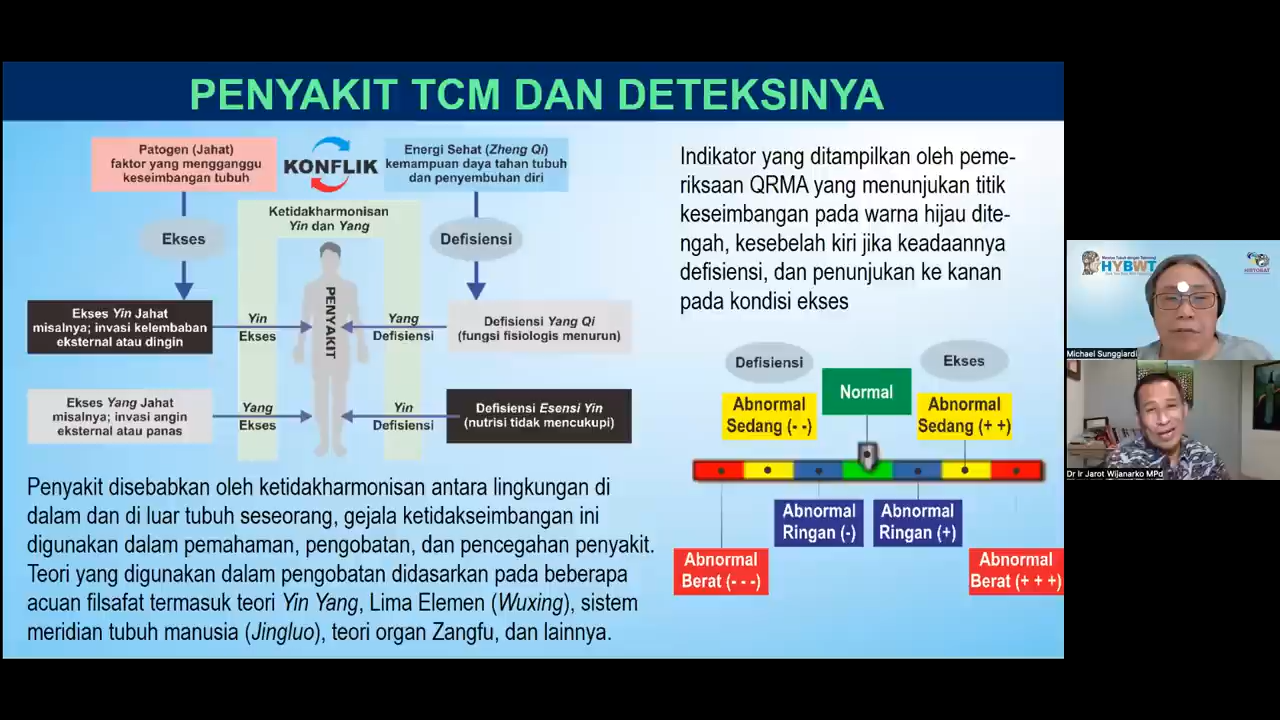 PENYAKIT TCM DAN DETEKSINYA
Patogen (Jahat)
faktor yang mengganggu
keseimbangan tubuh
KONFLIK
Energi Sehat (Zheng Qi)
kemampuan daya tahan tubuh
dan penyembuhan diri
Ketidakharmonisan
Yin dan Yang
Ekses
Defisiensi
PENYAKIT
Ekses Yin Jahat
misalnya; invasi kelembaban
eksternal atau dingin
Yin
Ekses
Yang
Defisiensi
Defisiensi Yang Qi
(fungsi fisiologis menurun)
Ekses Yang Jahat
misalnya; invasi angin
eksternal atau panas
Yang
Ekses
Yin
Defisiensi
Defisiensi Esensi Yin
(nutrisi tidak mencukupi)
Penyakit disebabkan oleh ketidakharmonisan antara lingkungan di
dalam dan di luar tubuh seseorang, gejala ketidakseimbangan ini
digunakan dalam pemahaman, pengobatan, dan pencegahan penyakit.
Teori yang digunakan dalam pengobatan didasarkan pada beberapa
acuan filsafat termasuk teori Yin Yang, Lima Elemen (Wuxing), sistem
meridian tubuh manusia (Jingluo), teori organ Zangfu, dan lainnya.
Indikator yang ditampilkan oleh peme-
riksaan QRMA yang menunjukan titik
keseimbangan pada warna hijau dite-
ngah, kesebelah kiri jika keadaannya
defisiensi, dan penunjukan ke kanan
pada kondisi ekses
Defisiensi
Ekses
Normal
Abnormal
Sedang (- -)
Abnormal
Sedang (+ +)
Abnormal
Ringan (-)
Abnormal
Ringan (+)
Abnormal
Berat (- - -)
Abnormal
Berat (+ + +)
HYBWT
Michael Sunggiardi
Dr Ir Jarot Wijanarko MPd